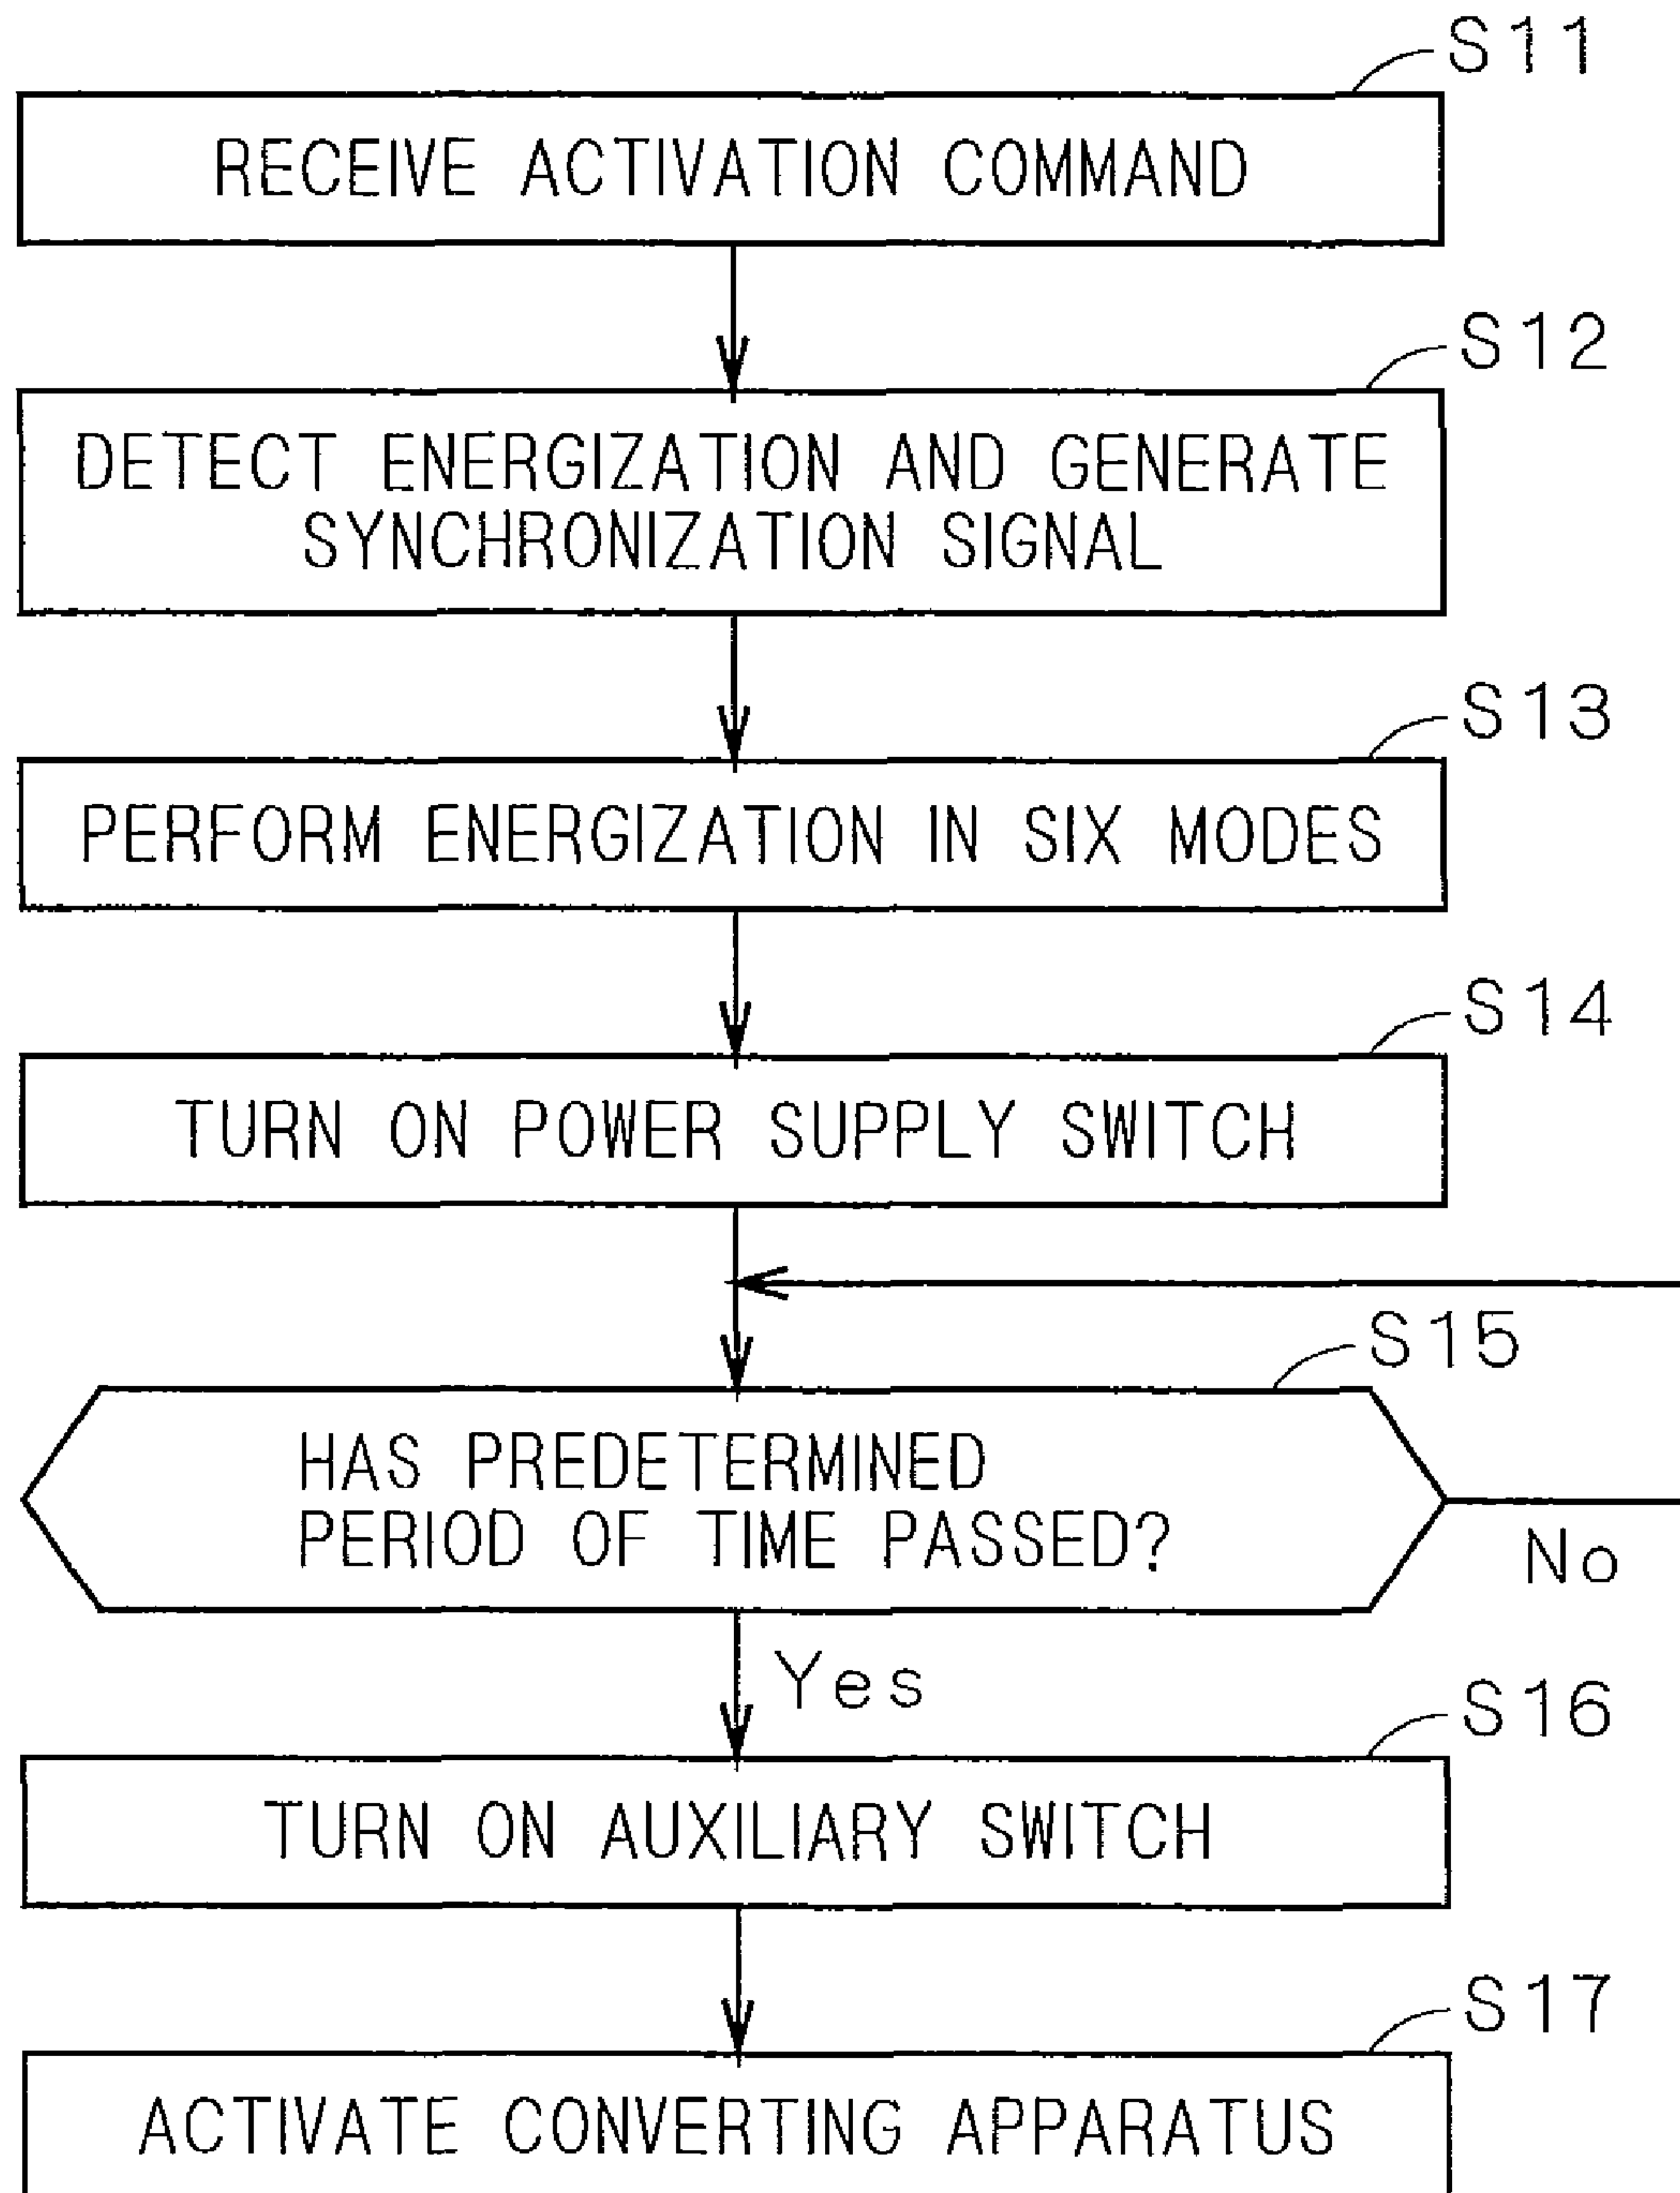 S11
RECEIVE ACTIVATION COMMAND
S12
DETECT ENERGIZATION AND GENERATE
SYNCHRONIZATION SIGNAL
S13
PERFORM ENERGIZATION IN SIX MODES
S14
TURN ON POWER SUPPLY SWITCH
S15
HAS PREDETERMINED
PERIOD OF TIME PASSED?
No
Yes
S16
TURN ON AUXILIARY SWITCH
S17
ACTIVATE CONVERTING APPARATUS